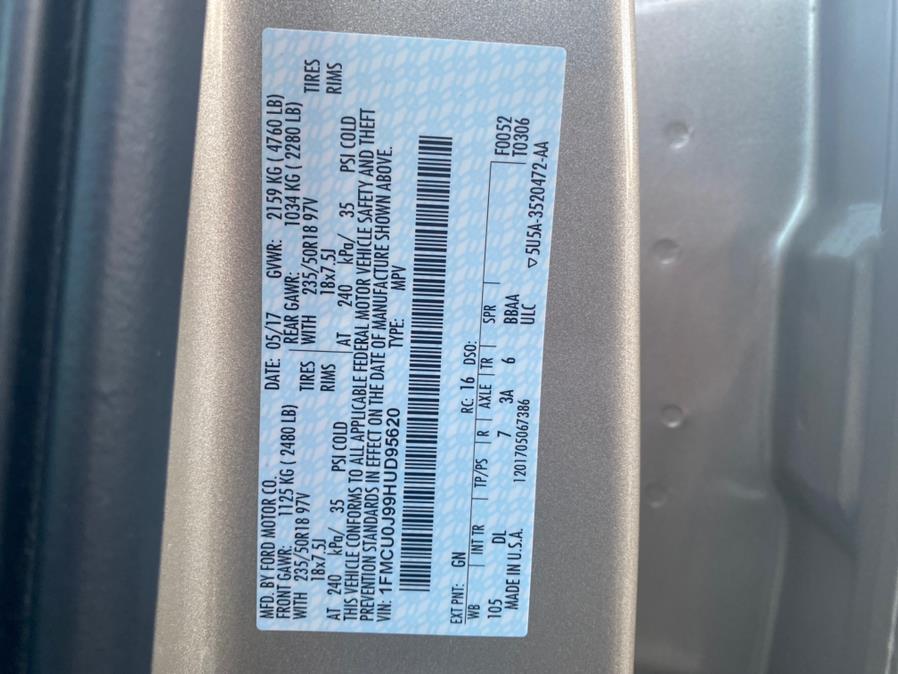 MFD. BY FORD MOTOR CO. DATE: 05/17 GVWR: 2159 KG ( 4760 LB)
FRONT GAWR: 1125 KG ( 2480 LB) REAR GAWR: 1034 KG ( 2280 LB)
WITH 235/50R18 97V TIRES WITH 235/50R18 97V TIRES
18x7.5J RIMS 18x7.5J RIMS
AT 240 kPa/ 35 PSI COLD AT 240 kPa/ 35 PSI COLD
THIS VEHICLE CONFORMS TO ALL APPLICABLE FEDERAL MOTOR VEHICLE SAFETY AND THEFT
PREVENTION STANDARDS IN EFFECT ON THE DATE OF MANUFACTURE SHOWN ABOVE.
VIN: 1FMCU0J99HUD95620 TYPE: MPV
EXT PNT: GN RC: 16 DSO: F0052
WB INT TR TP/PS R AXLE TR SPR T0306
105 DL 7 3A 6 BBAA
MADE IN U.S.A. 1201705067386 ULC ▽5U5A-3520472-AA